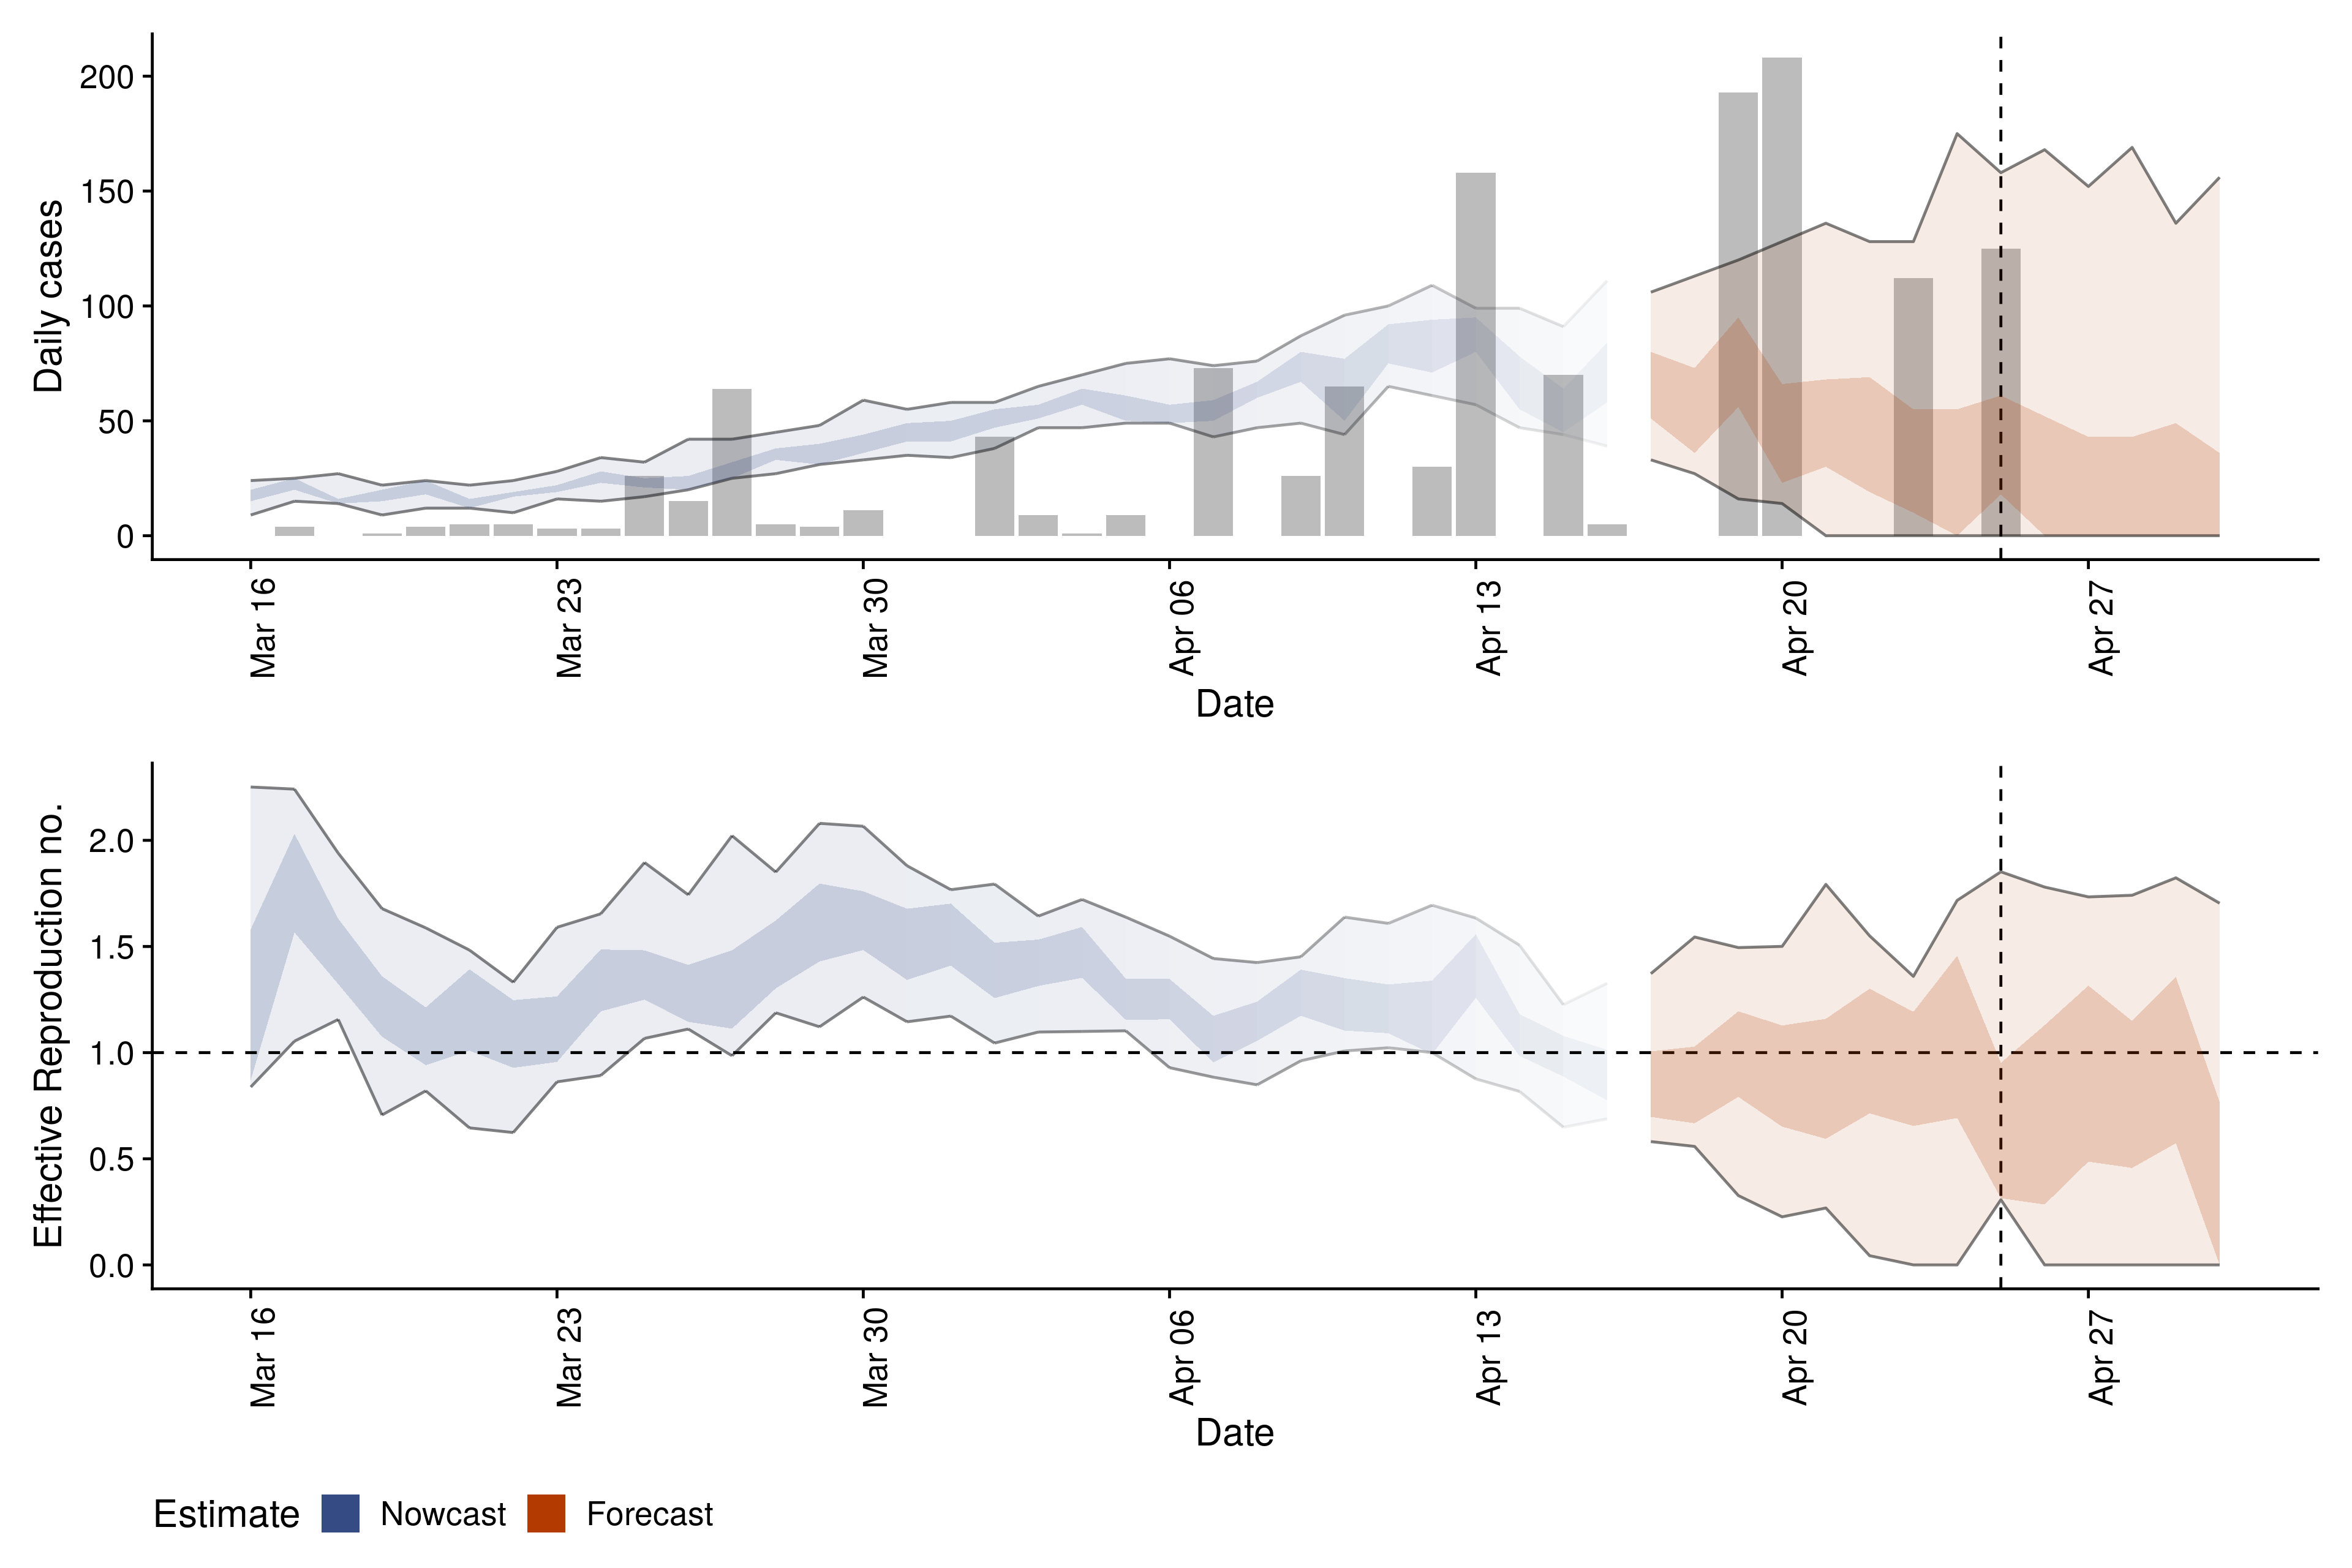 Daily cases
200
150
100
50
0
Mar 16
Mar 23
Mar 30
Apr 06
Apr 13
Apr 20
Apr 27
Date
Effective Reproduction no.
2.0
1.5
1.0
0.5
0.0
Mar 16
Mar 23
Mar 30
Apr 06
Apr 13
Apr 20
Apr 27
Date
Estimate Nowcast Forecast